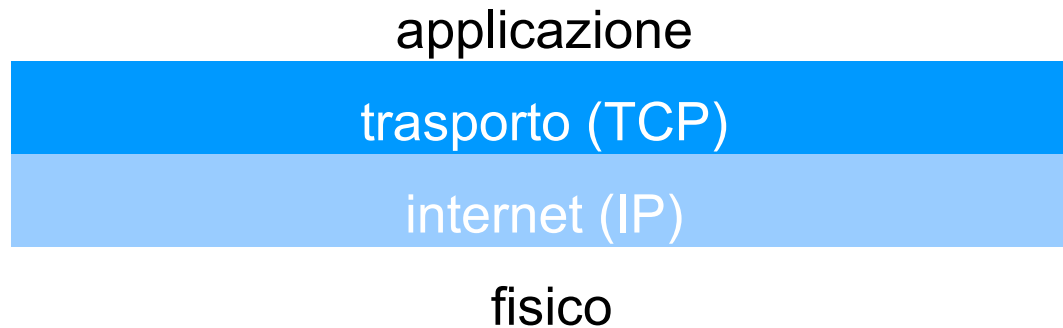 applicazione
trasporto (TCP)
internet (IP)
fisico